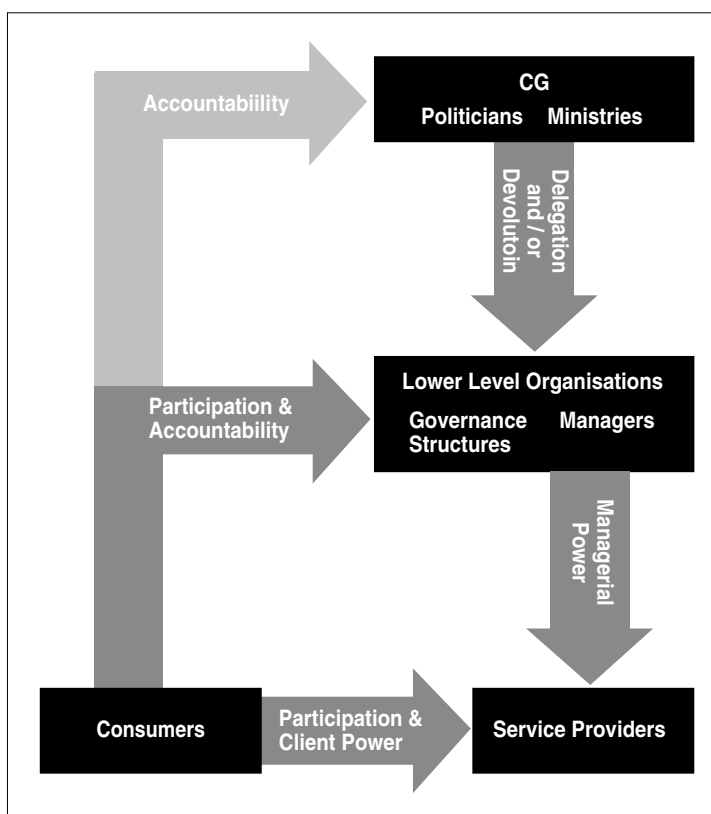 Accountabiility
CG
Politicians Ministries
Delegation
and / or
Devolutoin
Lower Level Organisations
Governance
Structures
Managers
Participation &
Accountability
Managerial
Power
Consumers
Participation &
Client Power
Service Providers